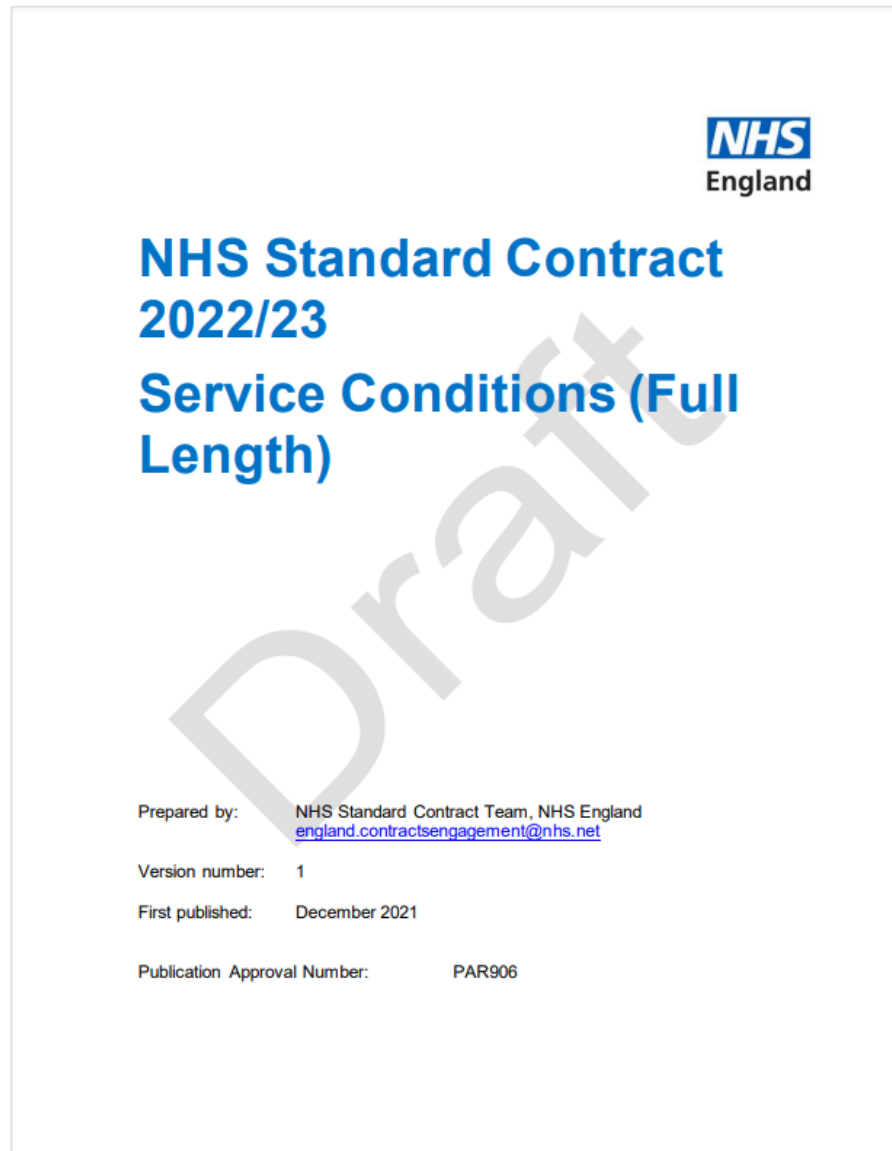 NHS
England
NHS Standard Contract
2022/23
Service Conditions (Full
Length)
Draft
Prepared by: NHS Standard Contract Team, NHS England
england.contractsengagement@nhs.net
Version number: 1
First published: December 2021
Publication Approval Number: PAR906